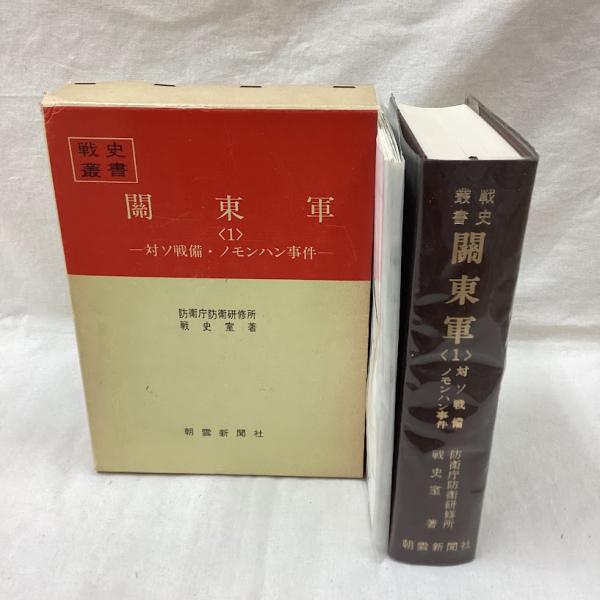 戦史
叢書
關東軍
〈1〉
―対ソ戦備・ノモンハン事件―
防衛庁防衛研修所
戦史室著
朝雲新聞社
戦史
叢書
關東軍
〈1〉
対ソ戦備
ノモンハン事件
防衛庁防衛研修所
戦史室著
朝雲新聞社